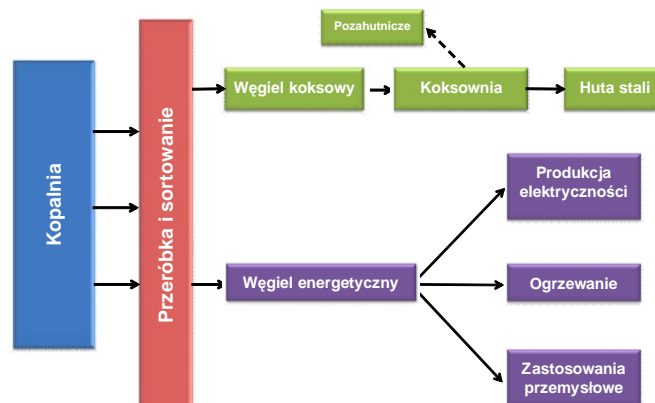 Kopalnia
Przeróbka i sortowanie
Pozahutnicze
Węgiel koksowy
Koksownia
Huta stali
Węgiel energetyczny
Produkcja
elektryczności
Ogrzewanie
Zastosowania
przemysłowe